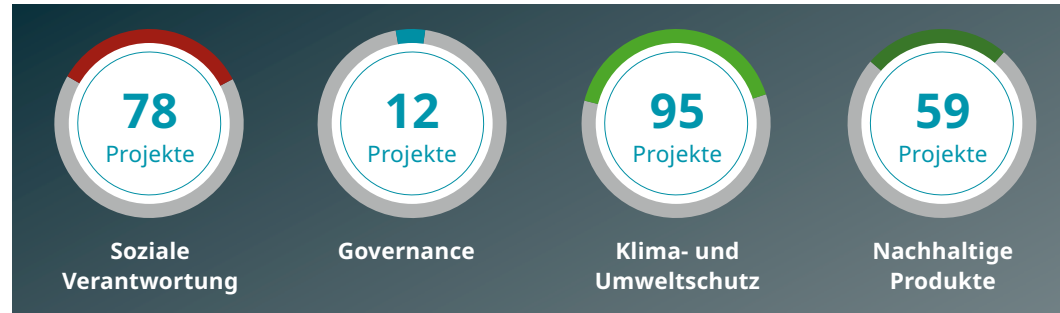 78
Projekte
Soziale
Verantwortung
12
Projekte
Governance
95
Projekte
Klima- und
Umweltschutz
59
Projekte
Nachhaltige
Produkte